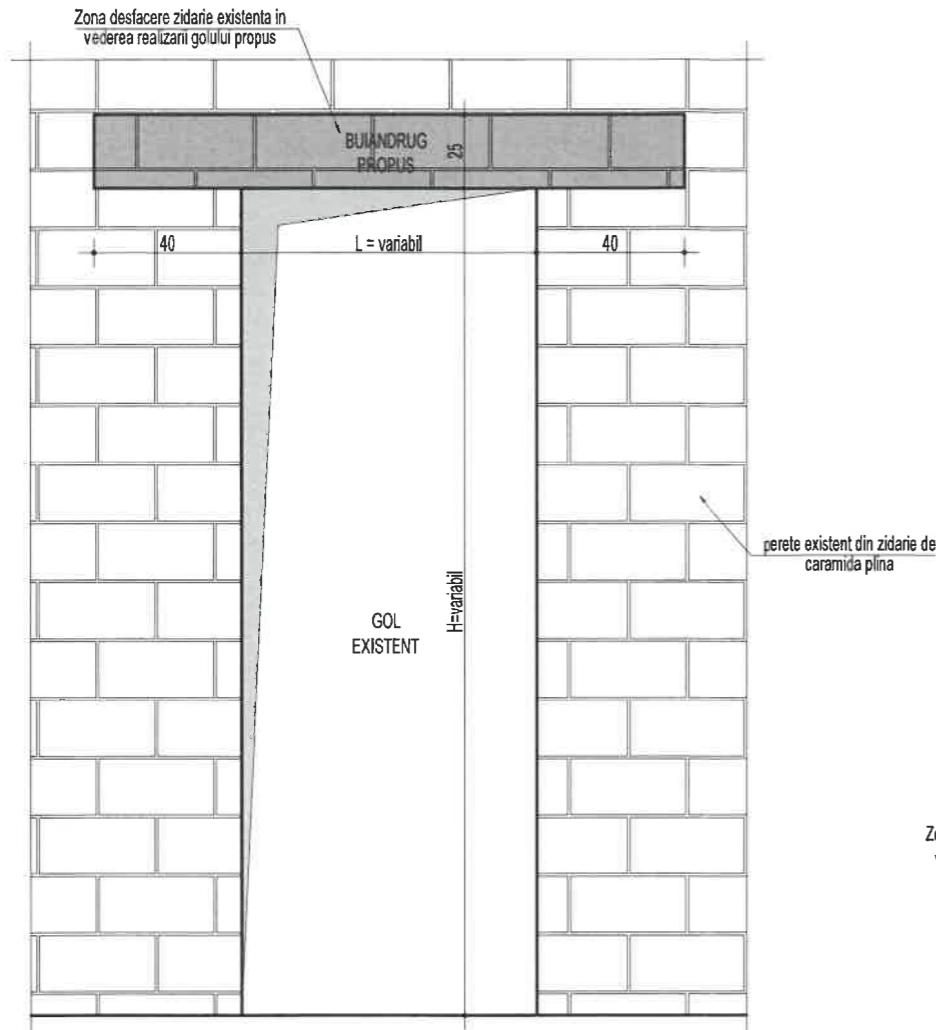 Zona desfacere zidarie existenta in
vederea realizarii golului propus
BUIANDRUG
PROPUS
25
40
L = variabil
40
perete existent din zidarie de
caramida plina
H=variabil
GOL
EXISTENT